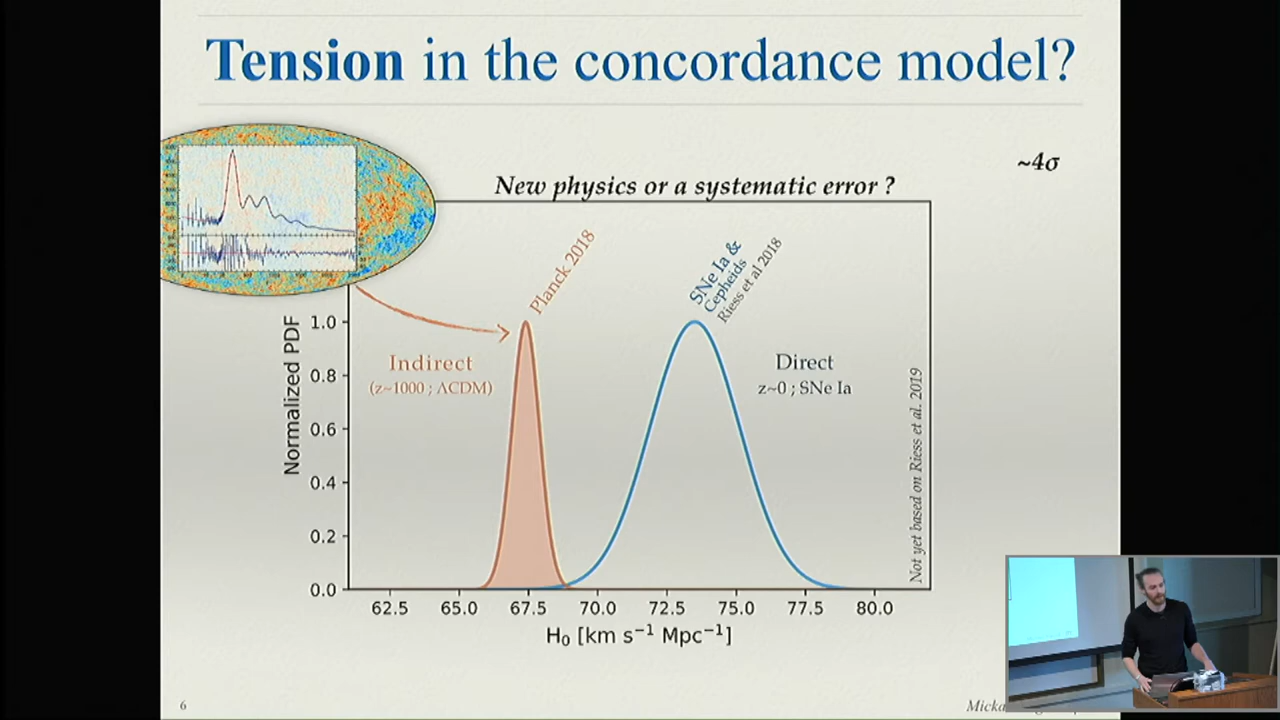 Tension in the concordance model?
~4σ
New physics or a systematic error ?
Planck 2018
SNe Ia &
Cepheids
Riess et al 2018
Indirect
(z~1000 ; ΛCDM)
Direct
z~0 ; SNe Ia
Not yet based on Riess et al. 2019
Normalized PDF
1.0
0.8
0.6
0.4
0.2
0.0
62.5 65.0 67.5 70.0 72.5 75.0 77.5 80.0
H₀ [km s⁻¹ Mpc⁻¹]
6